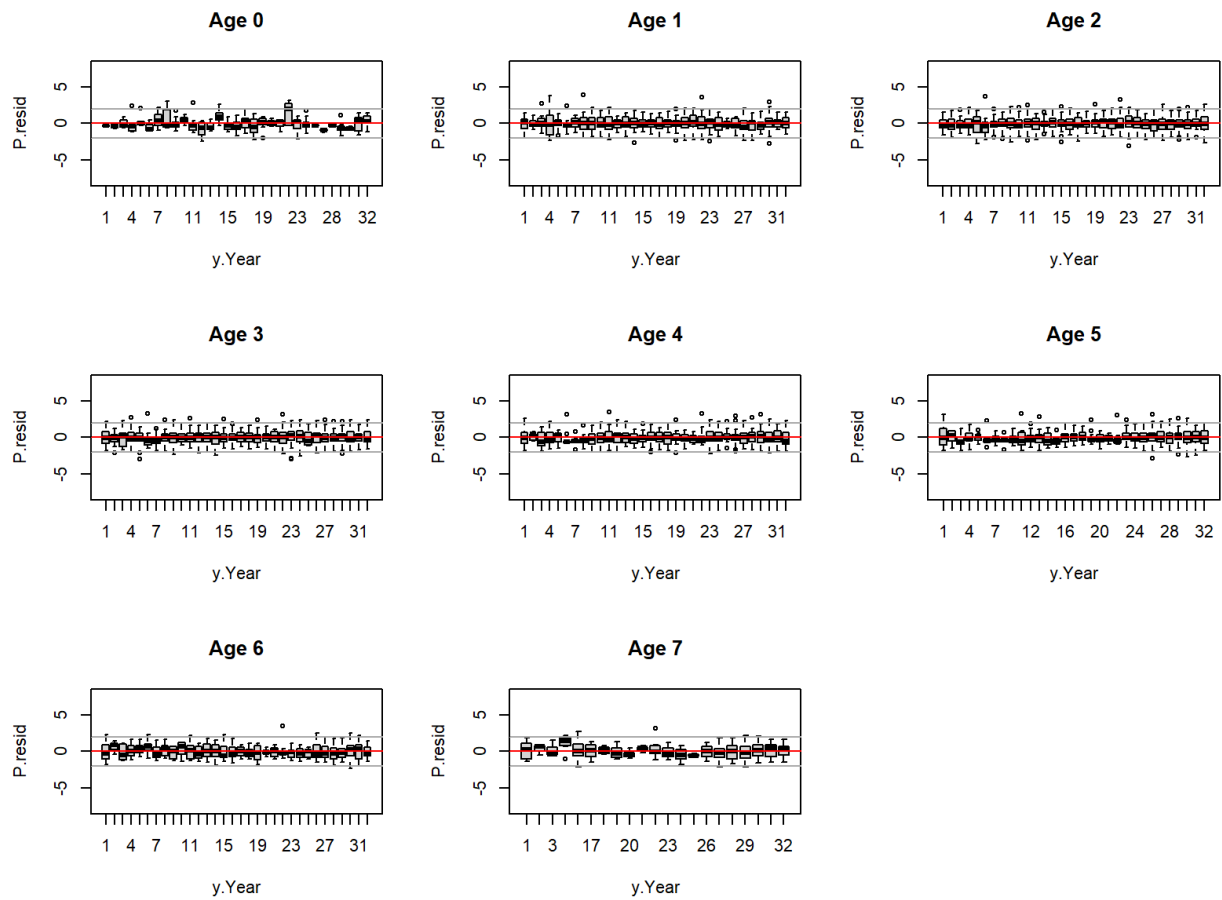 Age 0
Age 1
Age 2
P.resid
5
0
-5
1 4 7 11 15 19 23 28 32
y.Year
P.resid
5
0
-5
1 4 7 11 15 19 23 27 31
y.Year
P.resid
5
0
-5
1 4 7 11 15 19 23 27 31
y.Year
Age 3
Age 4
Age 5
P.resid
5
0
-5
1 4 7 11 15 19 23 27 31
y.Year
P.resid
5
0
-5
1 4 7 11 15 19 23 27 31
y.Year
P.resid
5
0
-5
1 4 7 12 16 20 24 28 32
y.Year
Age 6
Age 7
P.resid
5
0
-5
1 4 7 11 15 19 23 27 31
y.Year
P.resid
5
0
-5
1 3 17 20 23 26 29 32
y.Year